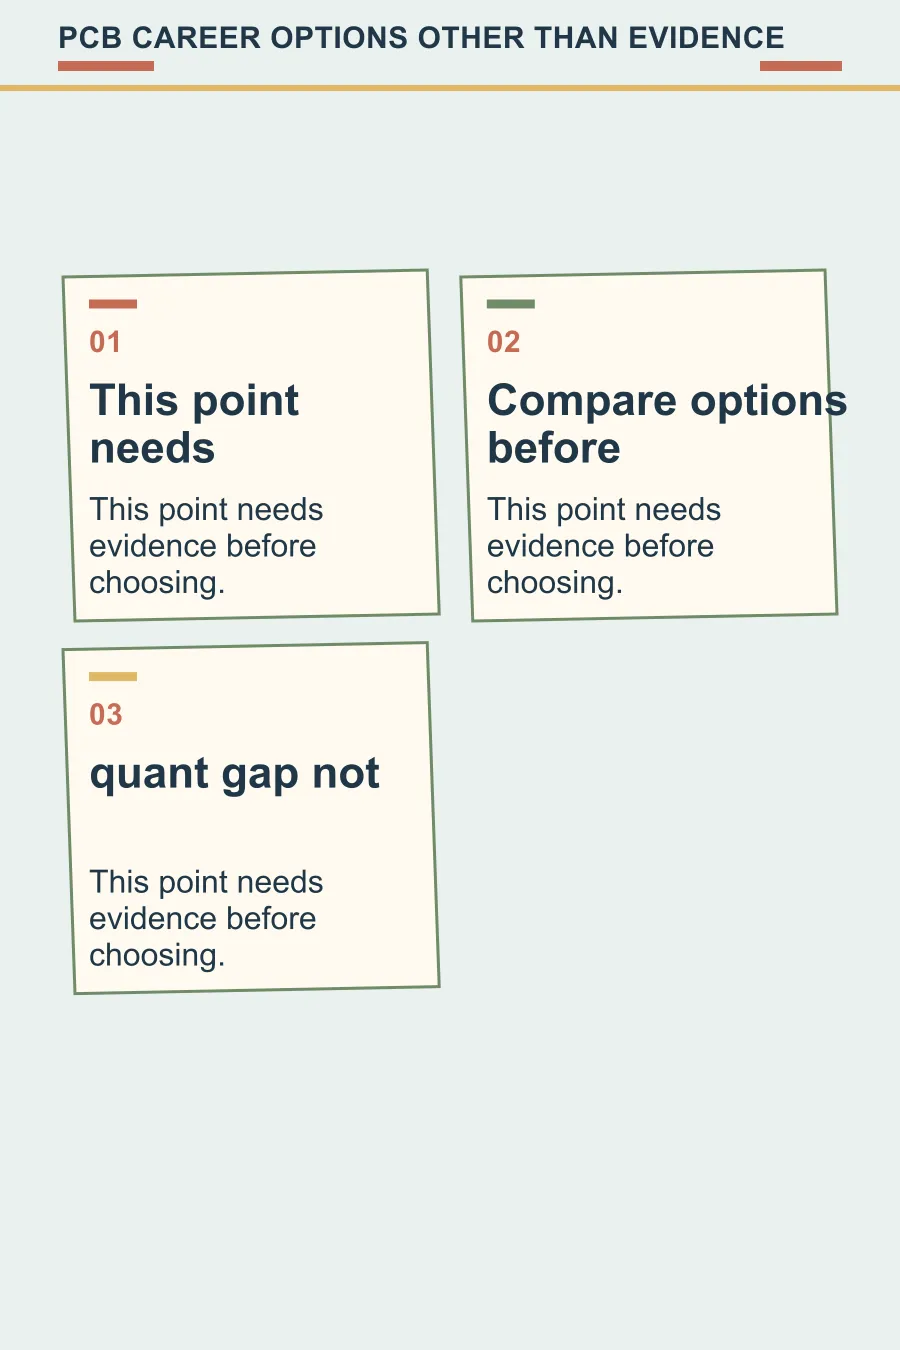 PCB CAREER OPTIONS OTHER THAN EVIDENCE
01
This point
needs
This point needs
evidence before
choosing.
02
Compare options
before
This point needs
evidence before
choosing.
03
quant gap not
This point needs
evidence before
choosing.